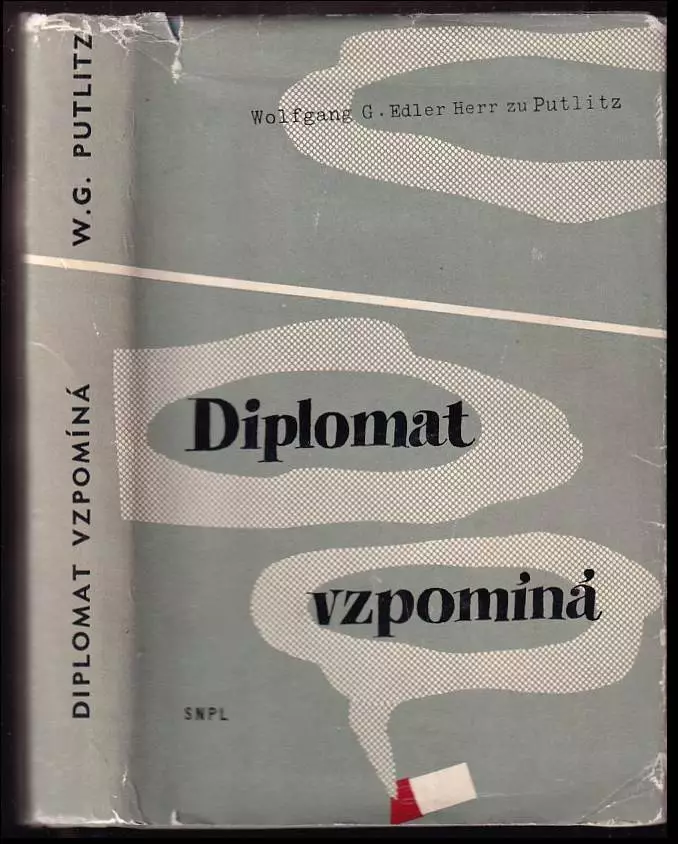 W.G. PUTLITZ
DIPLOMAT VZPOMÍNÁ
Wolfgang G. Edler Herr zu Putlitz
Diplomat
vzpomíná
SNPL